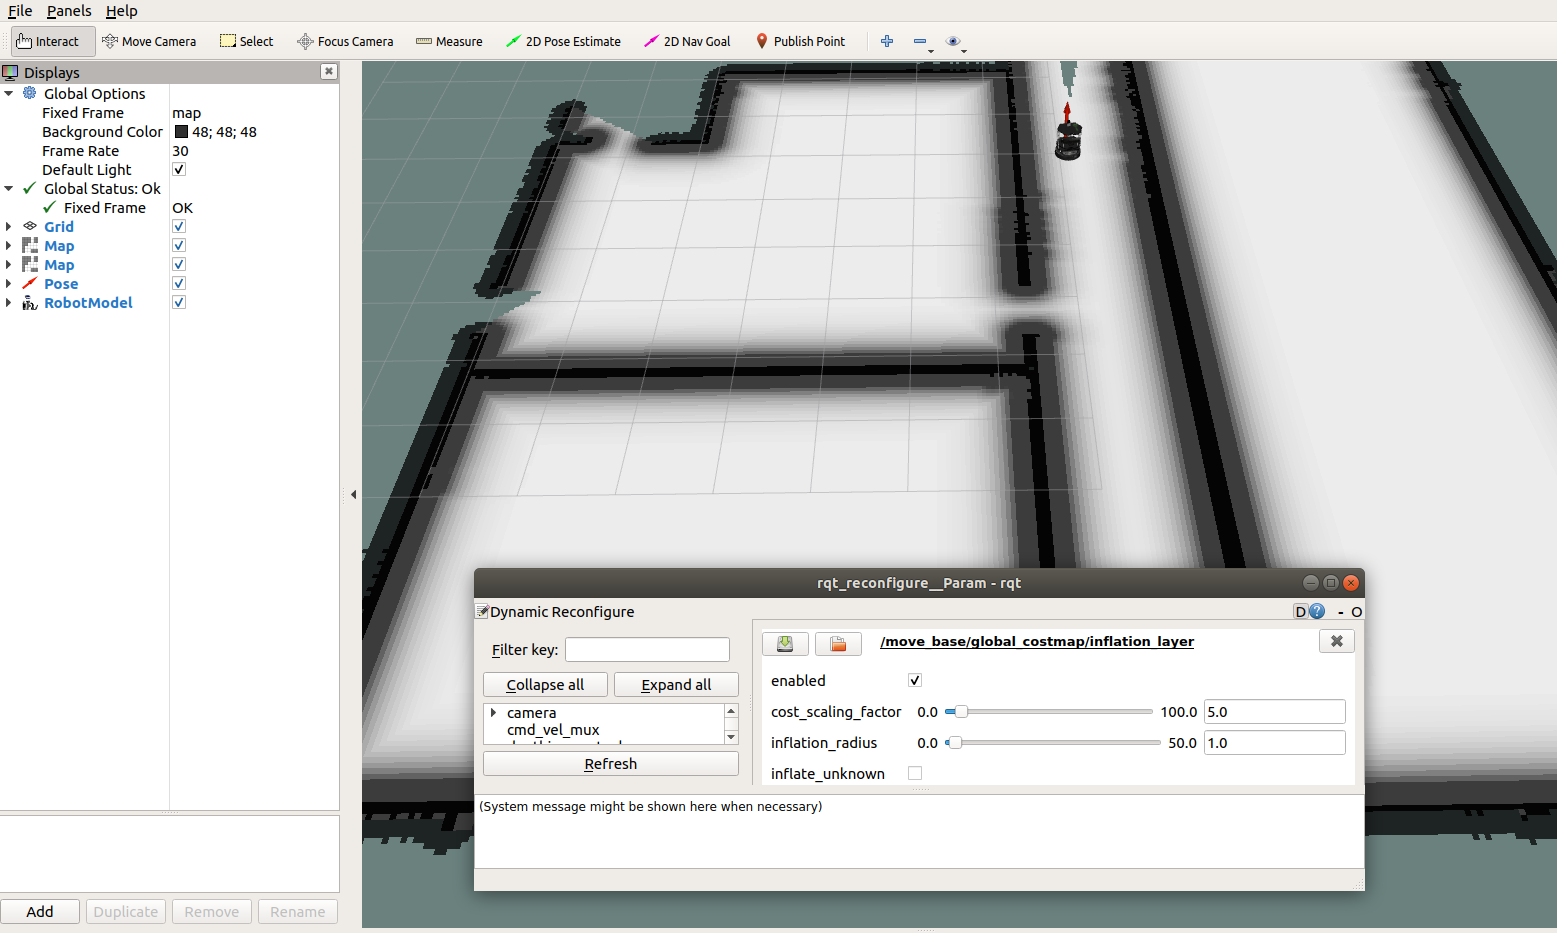 File Panels Help
Interact Move Camera Select Focus Camera Measure 2D Pose Estimate 2D Nav Goal Publish Point
Displays
Global Options
Fixed Frame map
Background Color 48; 48; 48
Frame Rate 30
Default Light
Global Status: Ok
Fixed Frame OK
Grid
Map
Map
Pose
RobotModel
Add Duplicate Remove Rename
rqt_reconfigure__Param - rqt
Dynamic Reconfigure D ? - O
Filter key:
Collapse all Expand all
camera
cmd_vel_mux
Refresh
/move_base/global_costmap/inflation_layer
enabled
cost_scaling_factor 0.0 100.0 5.0
inflation_radius 0.0 50.0 1.0
inflate_unknown
(System message might be shown here when necessary)